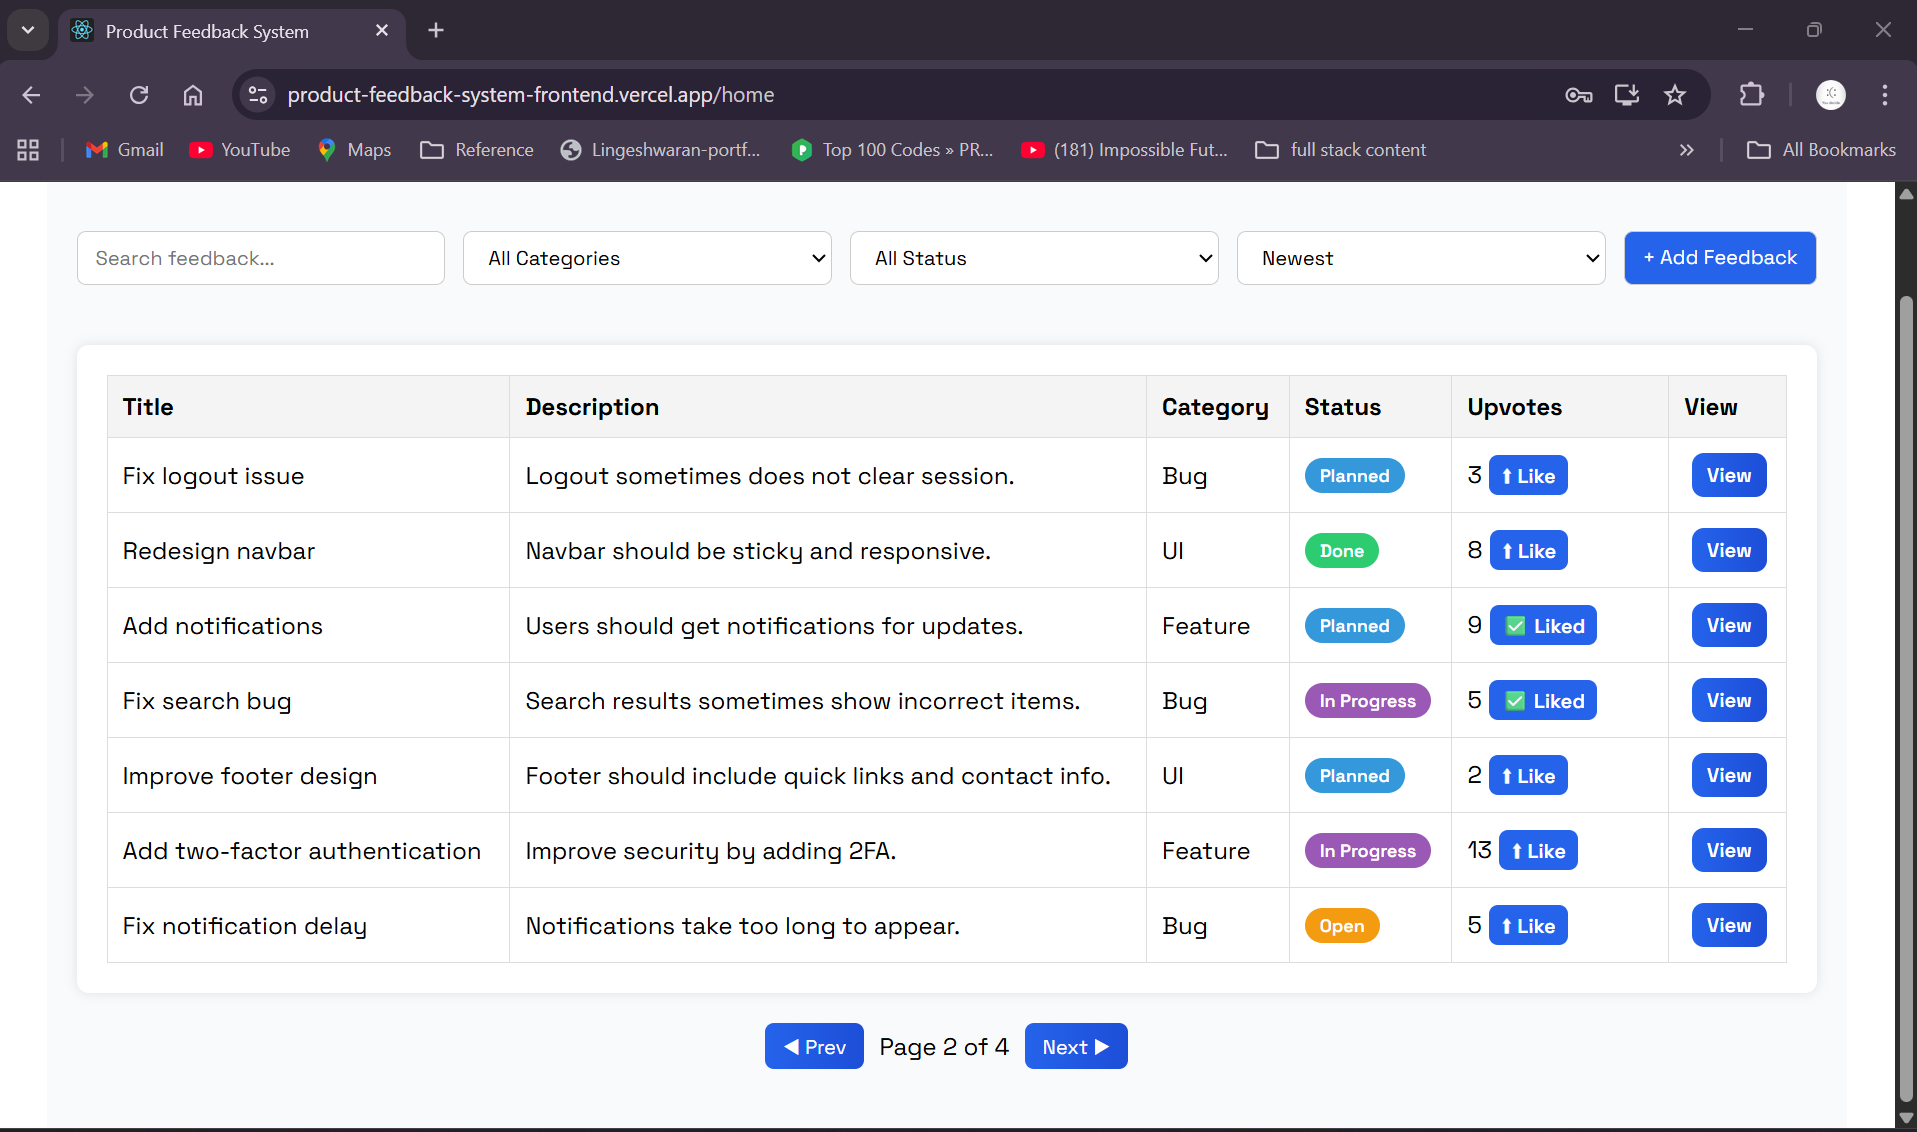 Product Feedback System
product-feedback-system-frontend.vercel.app/home
Gmail YouTube Maps Reference Lingeshwaran-portf... Top 100 Codes » PR... (181) Impossible Fut... full stack content » All Bookmarks
Search feedback... All Categories All Status Newest + Add Feedback
Title Description Category Status Upvotes View
Fix logout issue Logout sometimes does not clear session. Bug Planned 3 ⬆ Like View
Redesign navbar Navbar should be sticky and responsive. UI Done 8 ⬆ Like View
Add notifications Users should get notifications for updates. Feature Planned 9 ✅ Liked View
Fix search bug Search results sometimes show incorrect items. Bug In Progress 5 ✅ Liked View
Improve footer design Footer should include quick links and contact info. UI Planned 2 ⬆ Like View
Add two-factor authentication Improve security by adding 2FA. Feature In Progress 13 ⬆ Like View
Fix notification delay Notifications take too long to appear. Bug Open 5 ⬆ Like View
◀ Prev Page 2 of 4 Next ▶